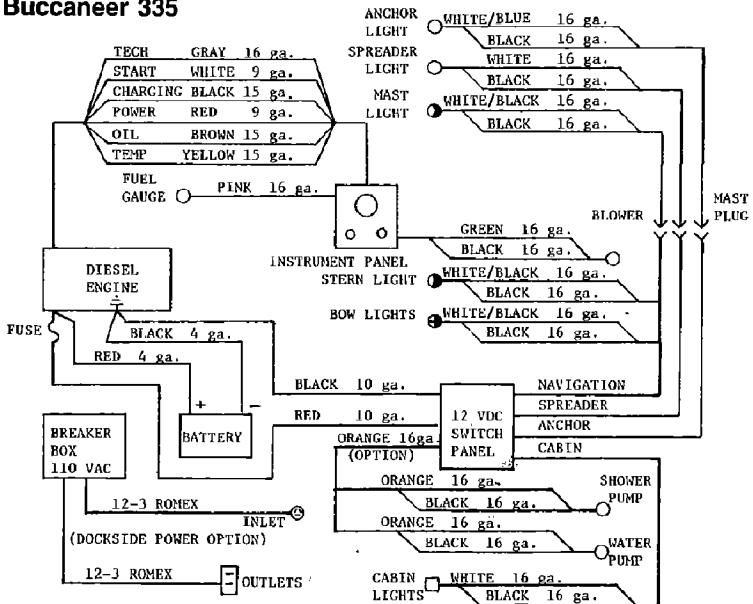 Buccaneer 335
ANCHOR LIGHT
WHITE/BLUE 16 ga.
BLACK 16 ga.
SPREADER LIGHT
WHITE 16 ga.
BLACK 16 ga.
MAST LIGHT
WHITE/BLACK 16 ga.
BLACK 16 ga.
TECH GRAY 16 ga.
START WHITE 9 ga.
CHARGING BLACK 15 ga.
POWER RED 9 ga.
OIL BROWN 15 ga.
TEMP YELLOW 15 ga.
FUEL GAUGE
PINK 16 ga.
MAST PLUG
BLOWER
GREEN 16 ga.
BLACK 16 ga.
INSTRUMENT PANEL
STERN LIGHT
WHITE/BLACK 16 ga.
BLACK 16 ga.
BOW LIGHTS
WHITE/BLACK 16 ga.
BLACK 16 ga.
DIESEL ENGINE
FUSE
BLACK 4 ga.
RED 4 ga.
+ -
BATTERY
BLACK 10 ga.
RED 10 ga.
12 VDC SWITCH PANEL
NAVIGATION
SPREADER
ANCHOR
CABIN
ORANGE 16ga.
(OPTION)
BREAKER BOX 110 VAC
12-3 ROMEX
INLET
(DOCKSIDE POWER OPTION)
12-3 ROMEX
OUTLETS
ORANGE 16 ga.
BLACK 16 ga.
SHOWER PUMP
ORANGE 16 ga.
BLACK 16 ga.
WATER PUMP
CABIN LIGHTS
WHITE 16 ga.
BLACK 16 ga.